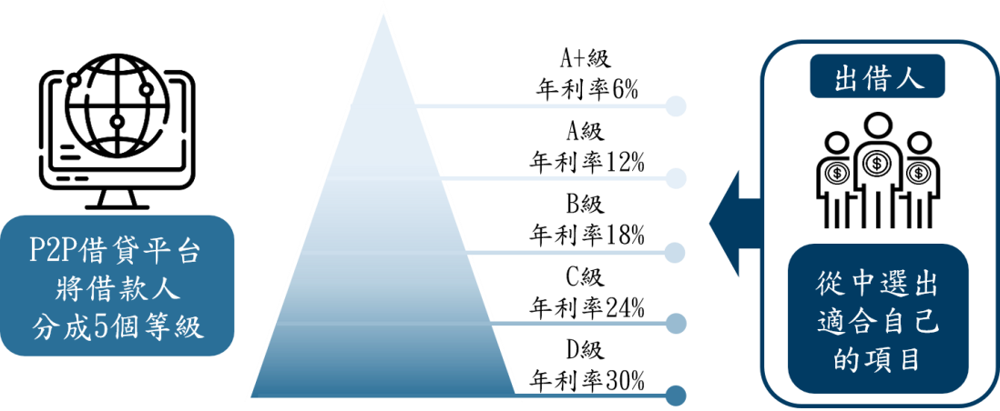 P2P借貸平台
將借款人
分成5個等級
A+級
年利率6%
A級
年利率12%
B級
年利率18%
C級
年利率24%
D級
年利率30%
出借人
$
$
$
從中選出
適合自己
的項目